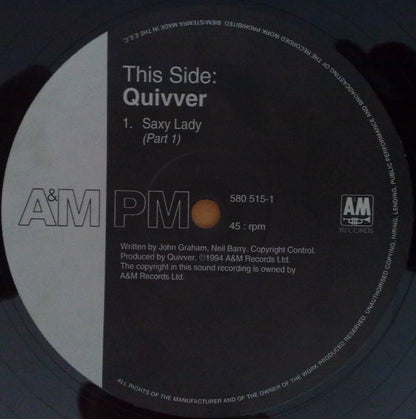 This Side:
Quivver
1. Saxy Lady
(Part 1)
A&M PM
580 515-1
45 : rpm
AM
RECORDS
Written by John Graham, Neil Barry. Copyright Control.
Produced by Quivver. ℗1994 A&M Records Ltd.
The copyright in this sound recording is owned by
A&M Records Ltd.
ALL RIGHTS OF THE MANUFACTURER AND OF THE OWNER OF THE WORK PRODUCED RESERVED. UNAUTHORISED COPYING, HIRING, LENDING, PUBLIC PERFORMANCE AND BROADCASTING OF THE RECORDED WORK PROHIBITED. BIEM/STEMRA MADE IN THE E.E.C.